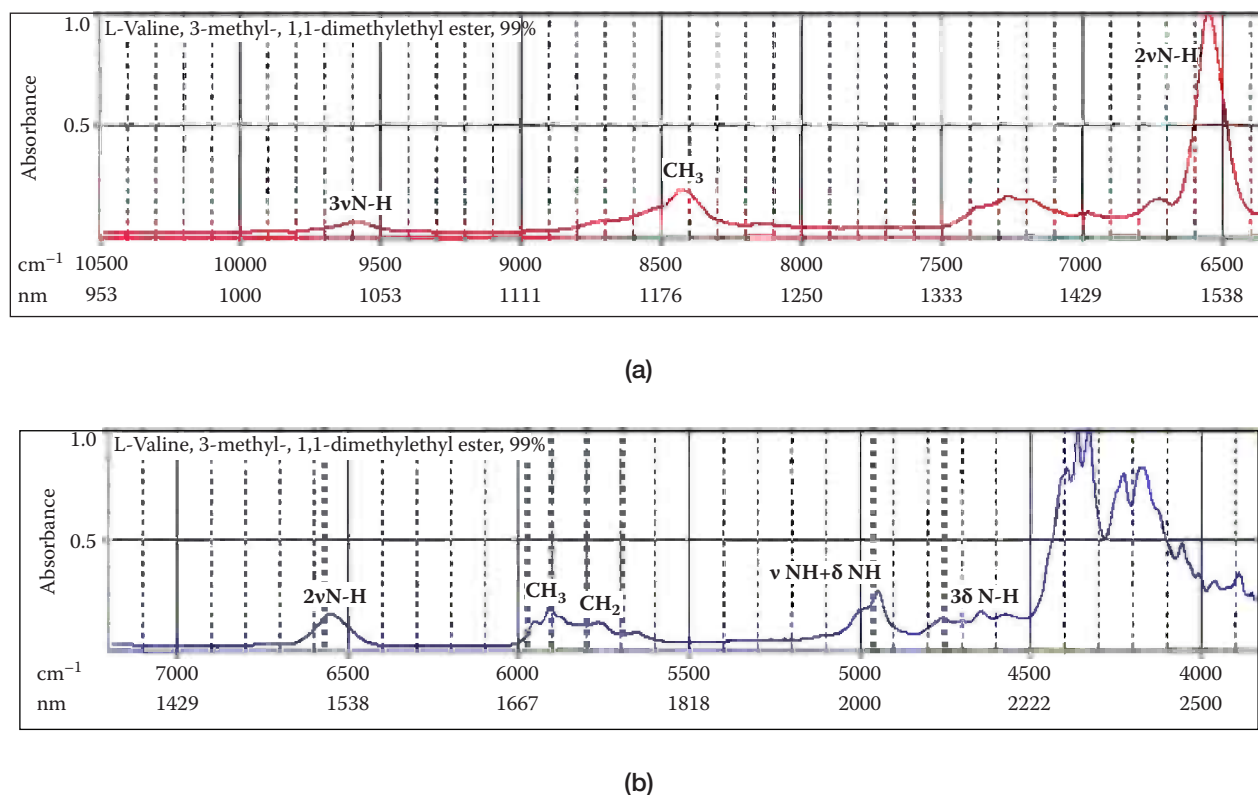 L-Valine, 3-methyl-, 1,1-dimethylethyl ester, 99%
1.0
0.5
Absorbance
3νN-H
CH₃
2νN-H
cm⁻¹ 10500 10000 9500 9000 8500 8000 7500 7000 6500
nm 953 1000 1053 1111 1176 1250 1333 1429 1538
(a)
L-Valine, 3-methyl-, 1,1-dimethylethyl ester, 99%
1.0
0.5
Absorbance
2νN-H
CH₃
CH₂
ν NH+δ NH
3δ N-H
cm⁻¹ 7000 6500 6000 5500 5000 4500 4000
nm 1429 1538 1667 1818 2000 2222 2500
(b)